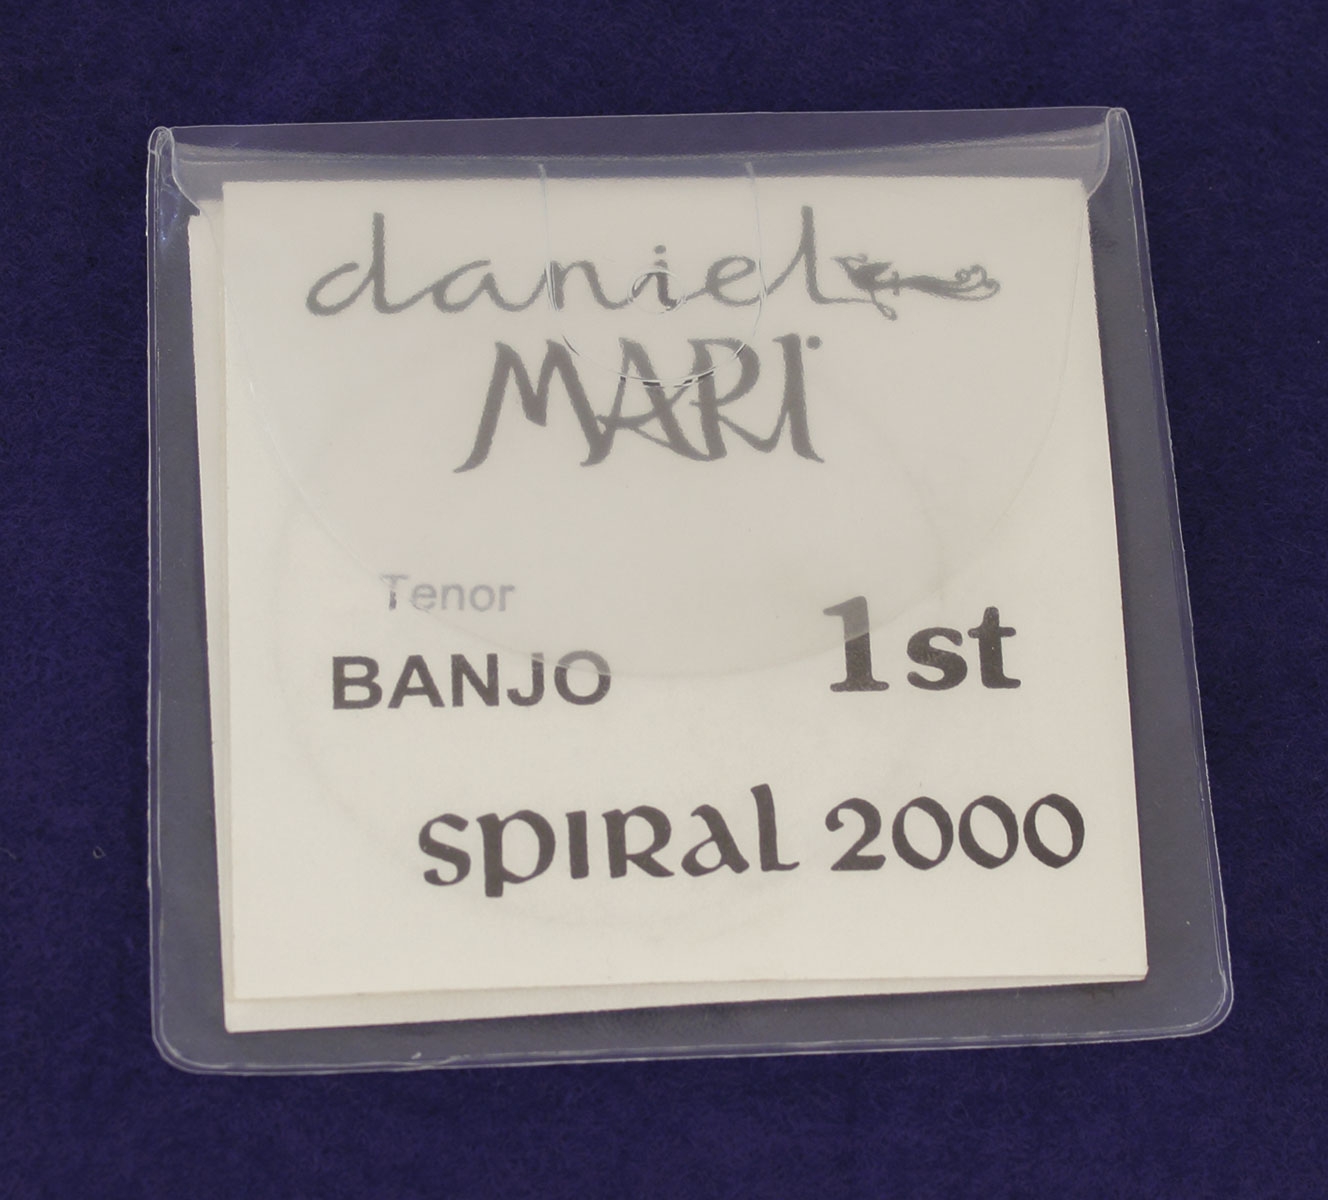 daniel
MARI
Tenor
BANJO 1st
SPIRAL 2000